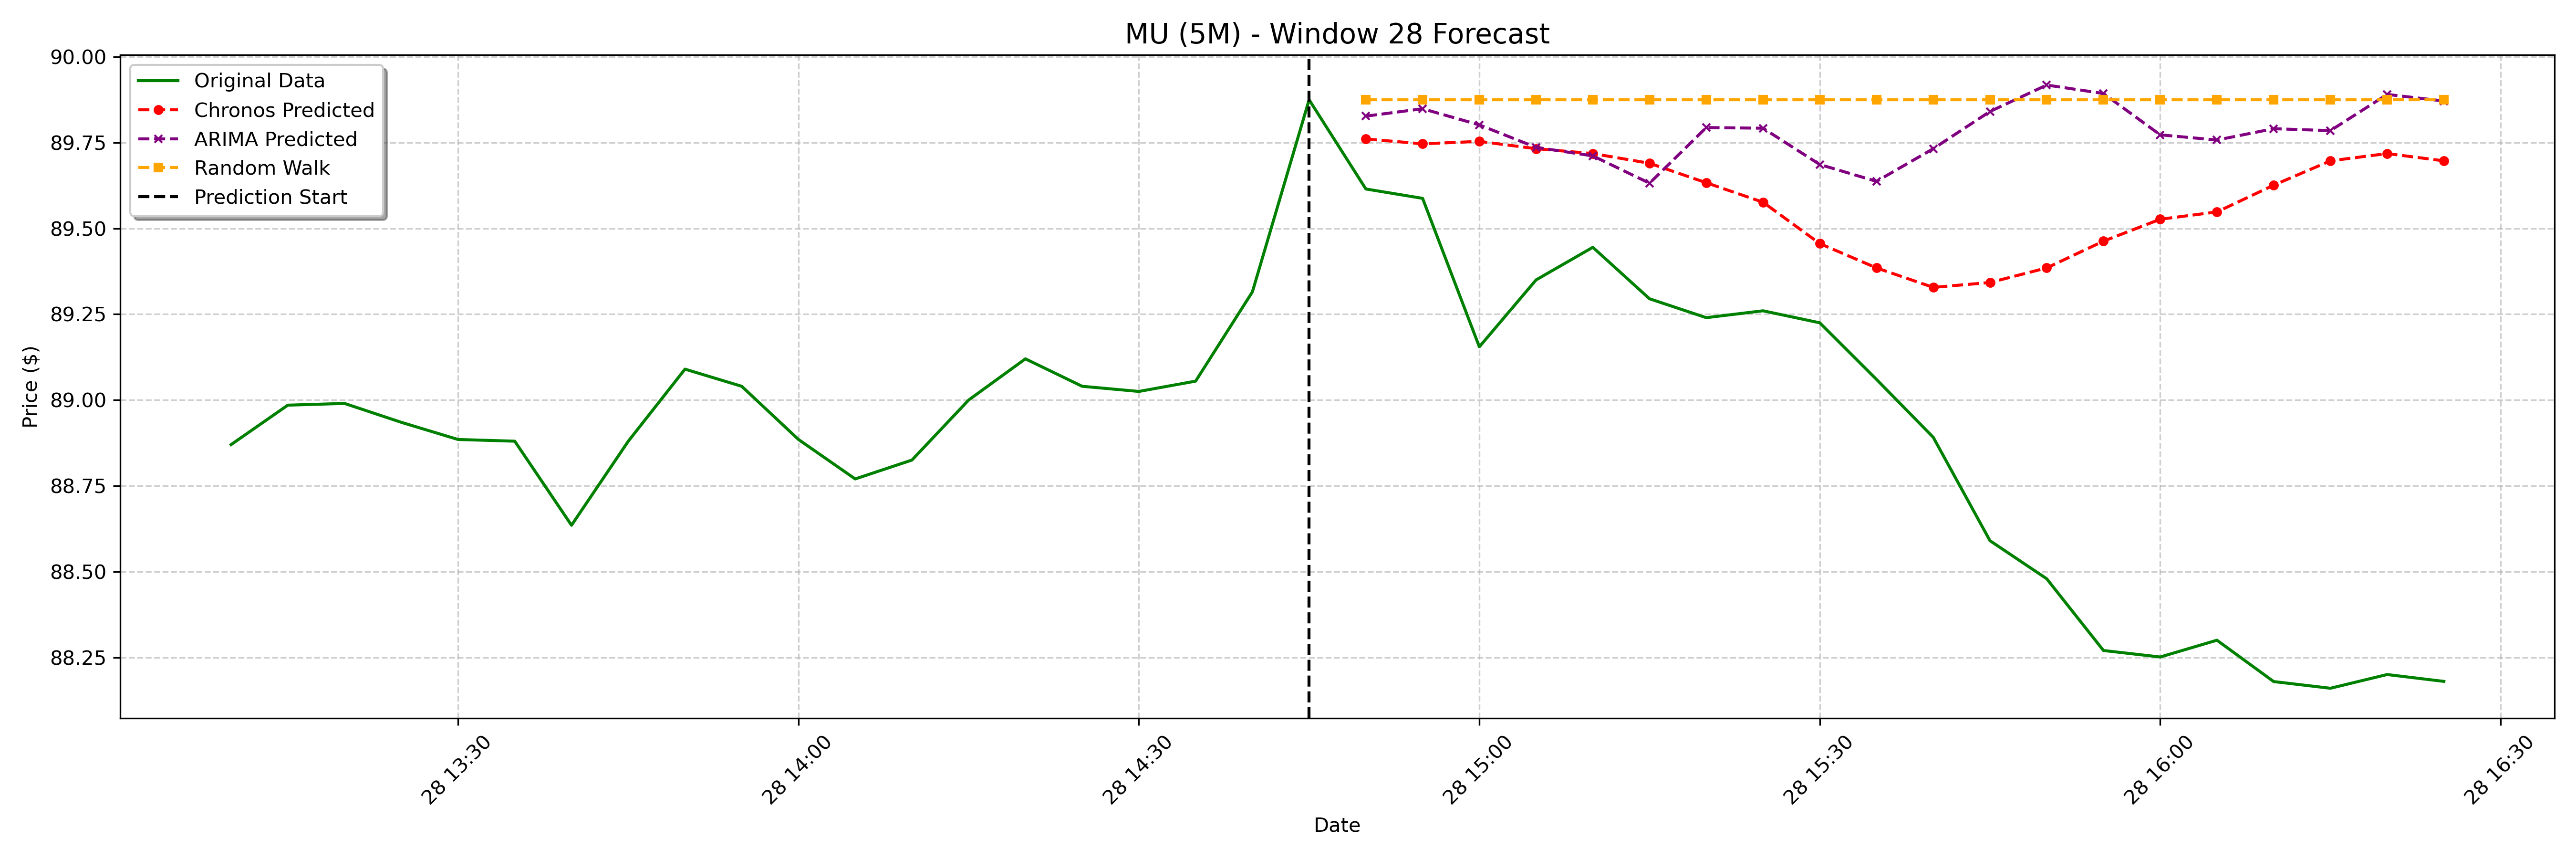 MU (5M) - Window 28 Forecast
Original Data
Chronos Predicted
ARIMA Predicted
Random Walk
Prediction Start
Price ($)
90.00
89.75
89.50
89.25
89.00
88.75
88.50
88.25
28 13:30
28 14:00
28 14:30
28 15:00
28 15:30
28 16:00
28 16:30
Date